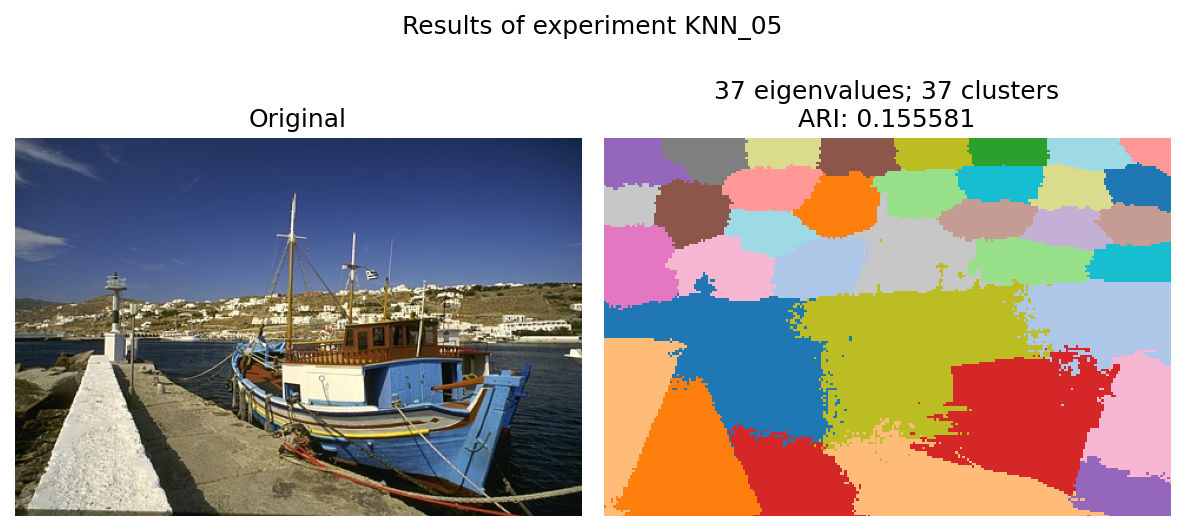 Results of experiment KNN_05
Original
37 eigenvalues; 37 clusters
ARI: 0.155581